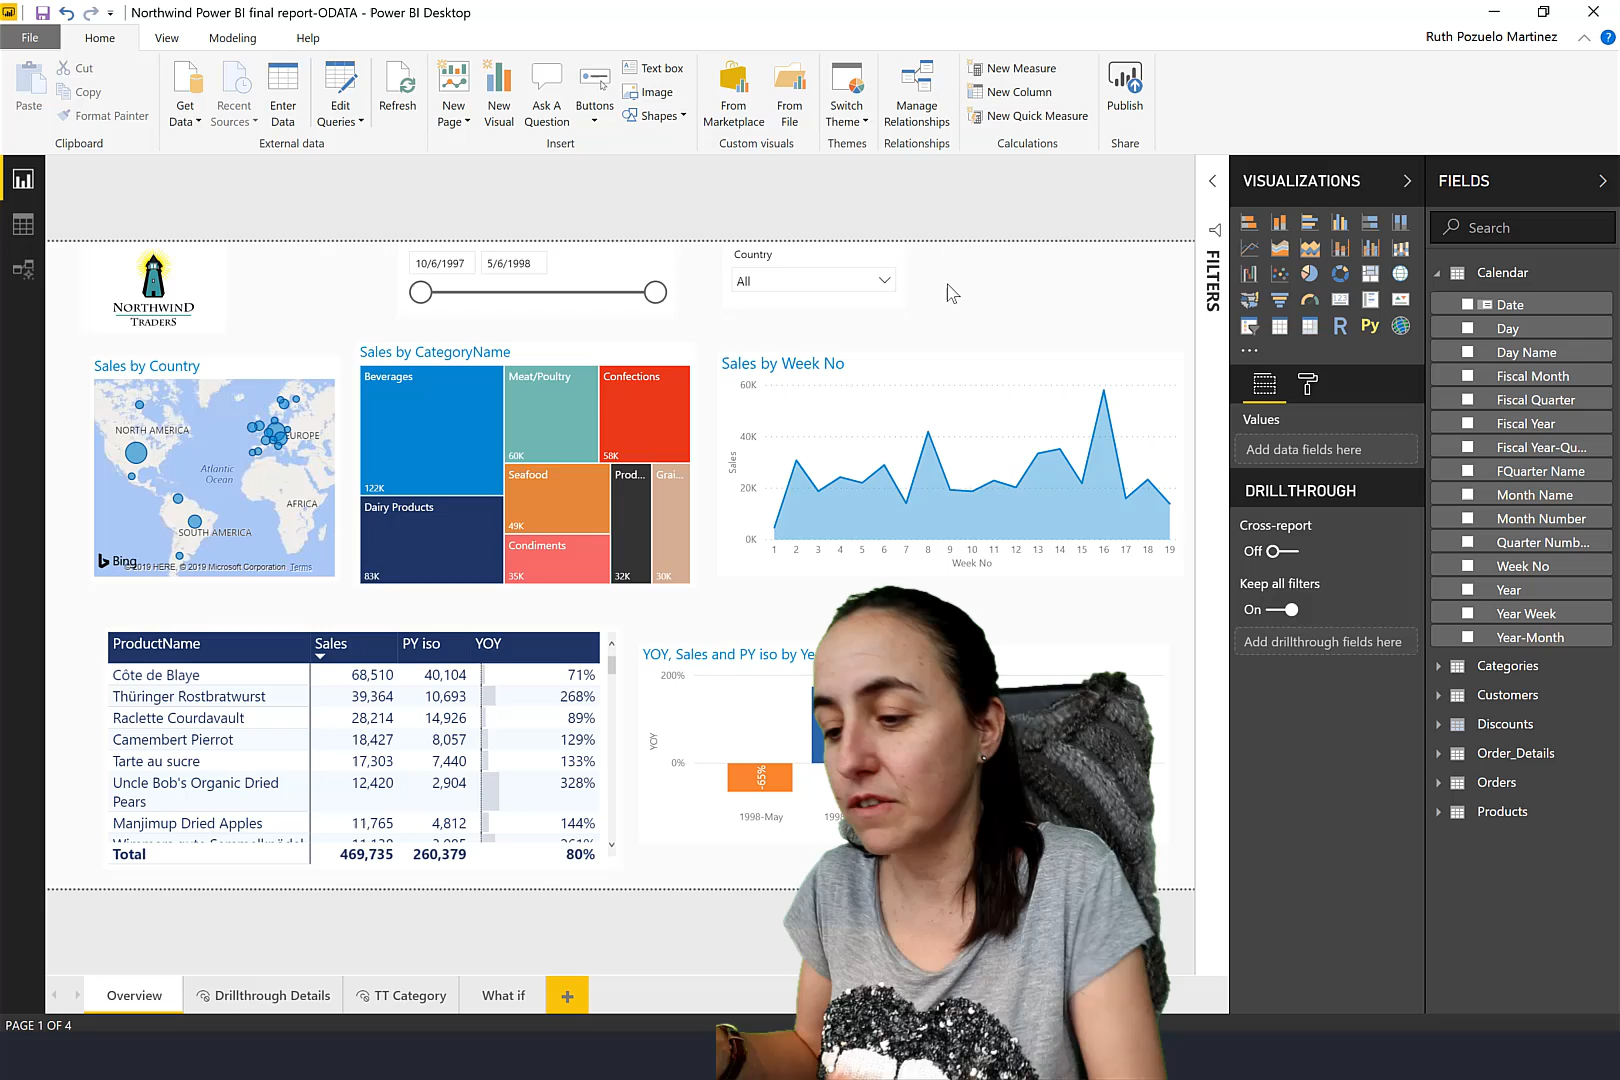 Northwind Power BI final report-ODATA - Power BI Desktop
File
Home
View
Modeling
Help
Ruth Pozuelo Martinez
?
Paste
Cut
Copy
Format Painter
Clipboard
Get Data
Recent Sources
Enter Data
Edit Queries
Refresh
External data
New Page
New Visual
Ask A Question
Buttons
Text box
Image
Shapes
Insert
From Marketplace
From File
Custom visuals
Switch Theme
Themes
Manage Relationships
Relationships
New Measure
New Column
New Quick Measure
Calculations
Publish
Share
NORTHWIND
TRADERS
10/6/1997
5/6/1998
Country
All
Sales by Country
NORTH AMERICA
EUROPE
Atlantic
Ocean
AFRICA
SOUTH AMERICA
Bing
© 2019 HERE, © 2019 Microsoft Corporation Terms
Sales by CategoryName
Beverages
122K
Dairy Products
83K
Meat/Poultry
60K
Confections
58K
Seafood
49K
Condiments
35K
Prod...
32K
Grai...
30K
Sales by Week No
60K
40K
20K
0K
Sales
1 2 3 4 5 6 7 8 9 10 11 12 13 14 15 16 17 18 19
Week No
ProductName Sales PY iso YOY
Côte de Blaye 68,510 40,104 71%
Thüringer Rostbratwurst 39,364 10,693 268%
Raclette Courdavault 28,214 14,926 89%
Camembert Pierrot 18,427 8,057 129%
Tarte au sucre 17,303 7,440 133%
Uncle Bob's Organic Dried 12,420 2,904 328%
Pears
Manjimup Dried Apples 11,765 4,812 144%
Total 469,735 260,379 80%
YOY, Sales and PY iso by Ye
200%
0%
YOY
-65%
1998-May
199
FILTERS
VISUALIZATIONS
R
Py
Values
Add data fields here
DRILLTHROUGH
Cross-report
Off
Keep all filters
On
Add drillthrough fields here
FIELDS
Search
Calendar
Date
Day
Day Name
Fiscal Month
Fiscal Quarter
Fiscal Year
Fiscal Year-Qu...
FQuarter Name
Month Name
Month Number
Quarter Numb...
Week No
Year
Year Week
Year-Month
Categories
Customers
Discounts
Order_Details
Orders
Products
Overview
Drillthrough Details
TT Category
What if
PAGE 1 OF 4